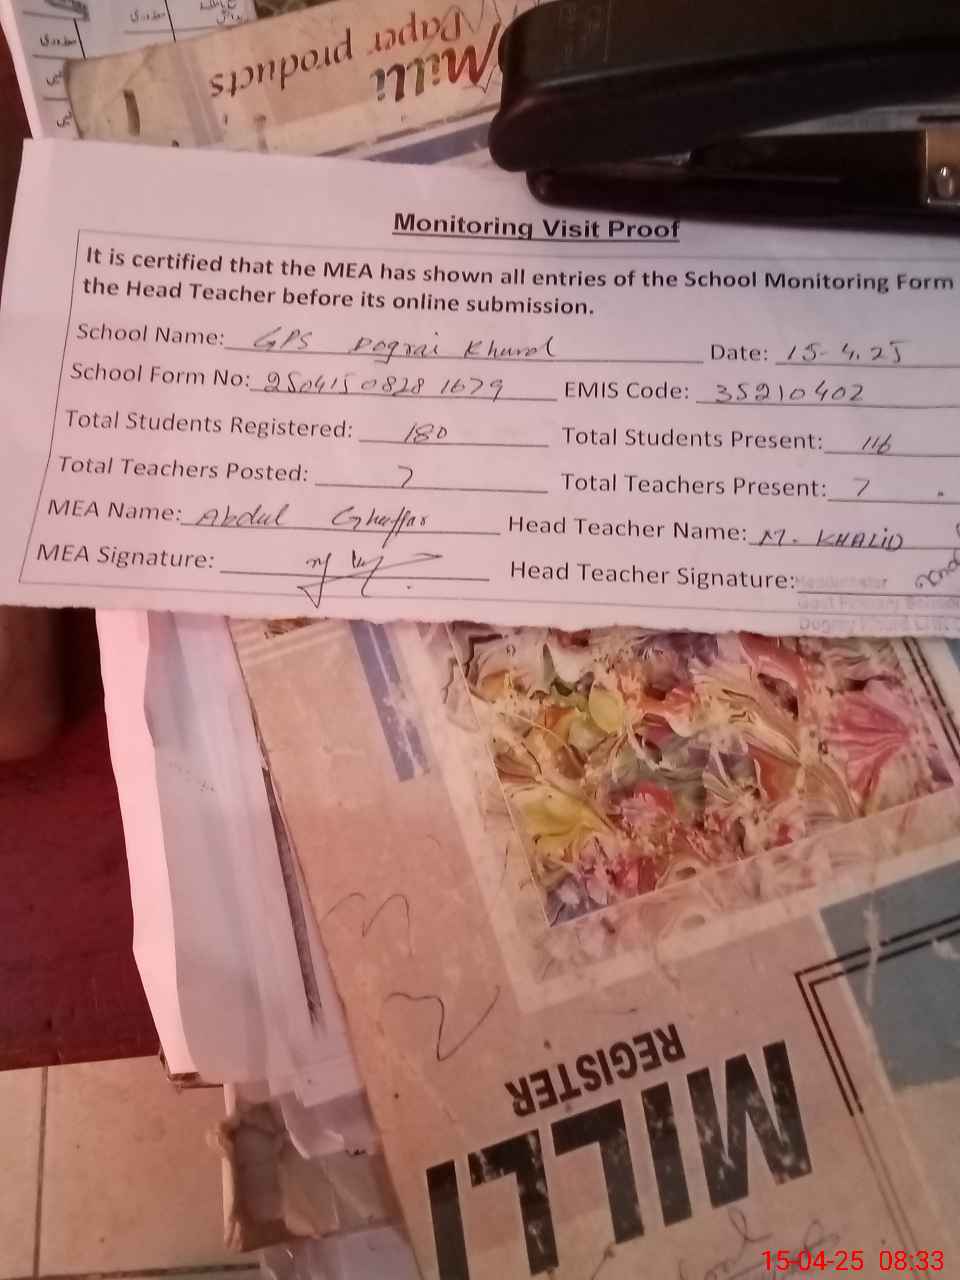 Milli
Paper products
Monitoring Visit Proof
It is certified that the MEA has shown all entries of the School Monitoring Form
the Head Teacher before its online submission.
School Name: GPS Dograi Khurd Date: 15-4.25
School Form No: 25041508281679 EMIS Code: 35210402
Total Students Registered: 180 Total Students Present: 116
Total Teachers Posted: 7 Total Teachers Present: 7
MEA Name: Abdul Ghaffar Head Teacher Name: M. KHALID
MEA Signature: Head Teacher Signature:
Headmaster
Govt Primary
MILLI
REGISTER
15-04-25 08:33